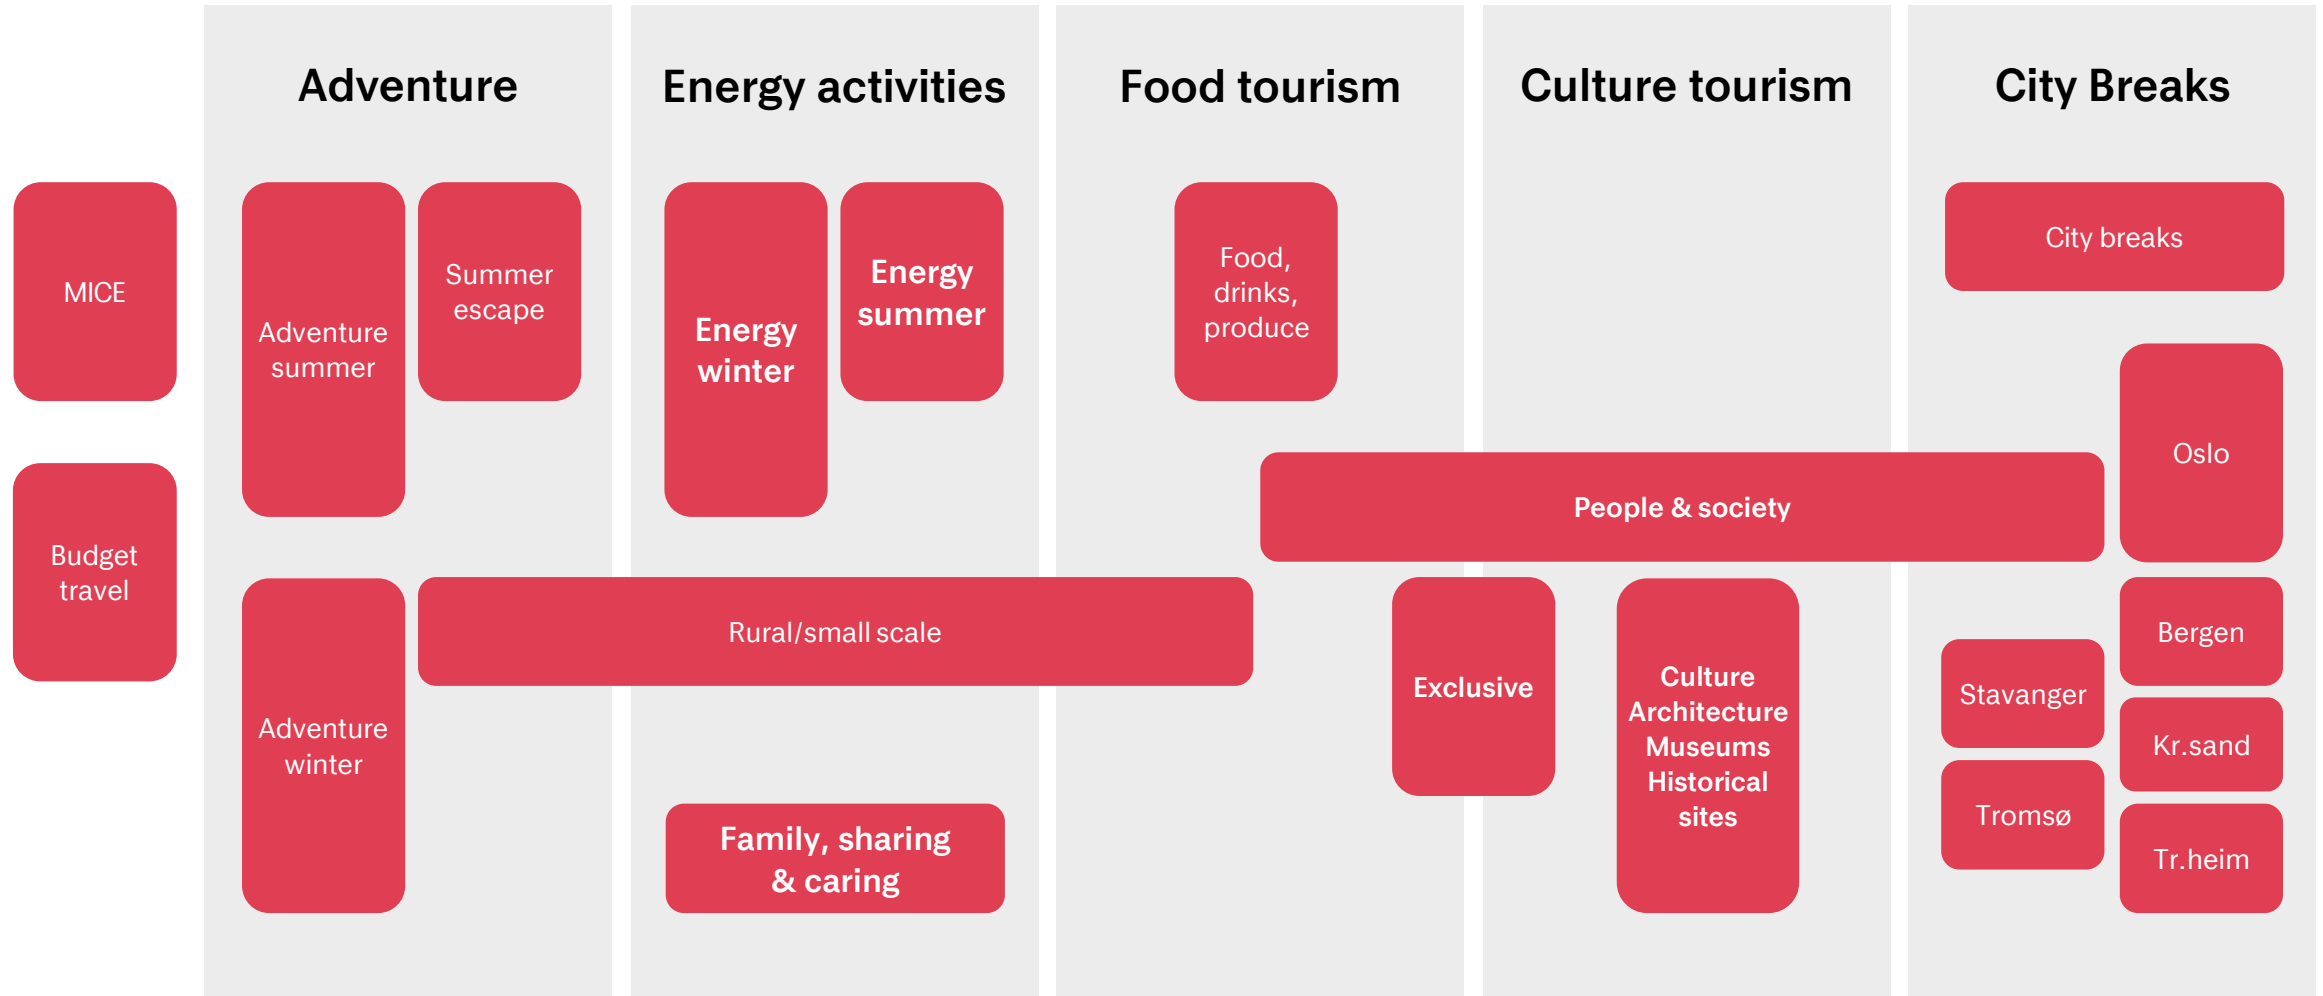 Adventure
Energy activities
Food tourism
Culture tourism
City Breaks
MICE
Budget
travel
Adventure
summer
Summer
escape
Adventure
winter
Energy
winter
Energy
summer
Rural/small scale
Family, sharing
& caring
Food,
drinks,
produce
People & society
Exclusive
Culture
Architecture
Museums
Historical
sites
City breaks
Oslo
Bergen
Stavanger
Kr.sand
Tromsø
Tr.heim